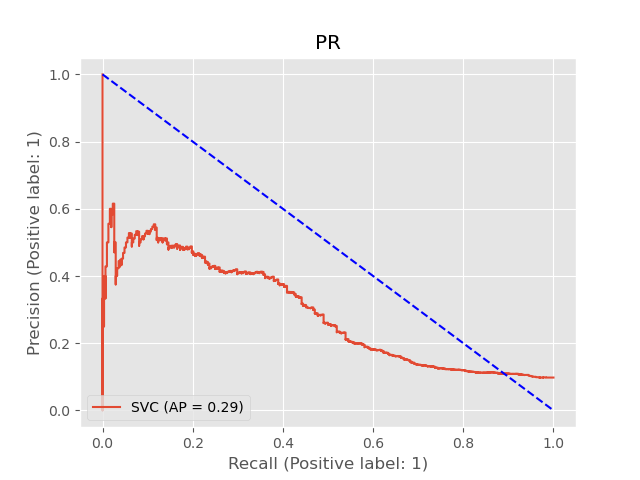 PR
1.0
0.8
0.6
0.4
0.2
0.0
Precision (Positive label: 1)
SVC (AP = 0.29)
0.0 0.2 0.4 0.6 0.8 1.0
Recall (Positive label: 1)